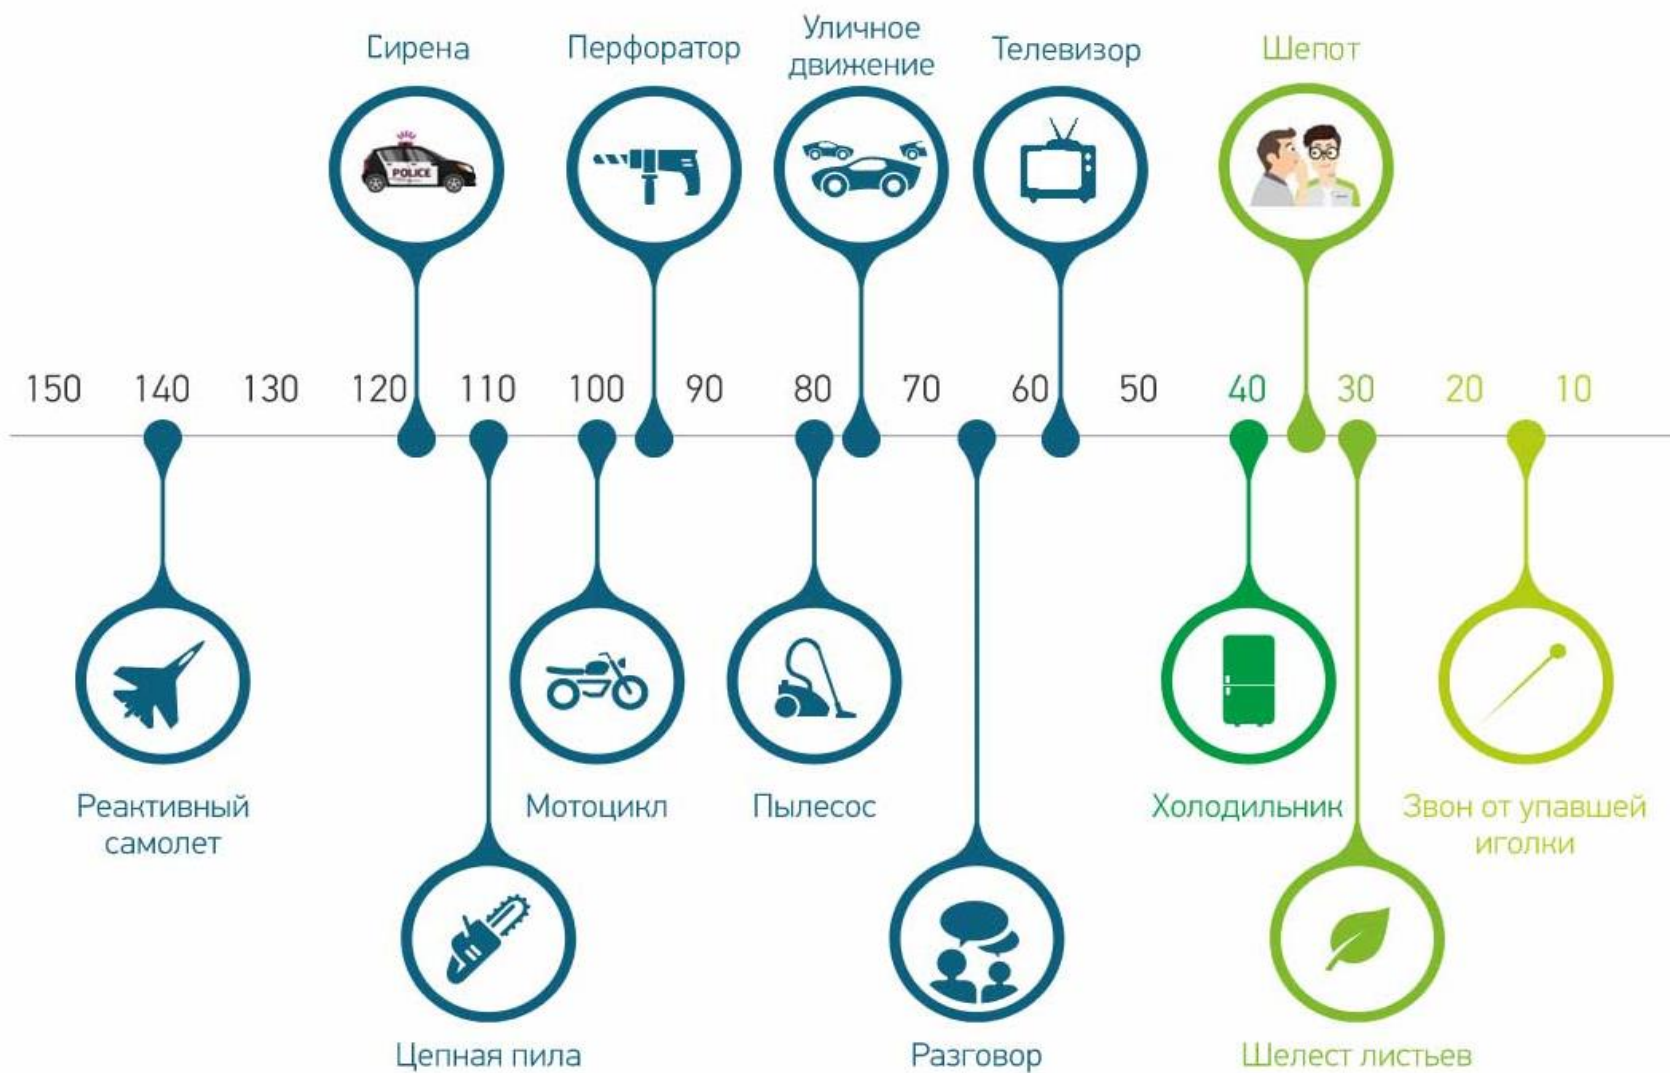 Сирена
Перфоратор
Уличное
движение
Телевизор
Шепот
POLICE
150 140 130 120 110 100 90 80 70 60 50 40 30 20 10
Реактивный
самолет
Мотоцикл
Пылесос
Холодильник
Звон от упавшей
иголки
Цепная пила
Разговор
Шелест листьев